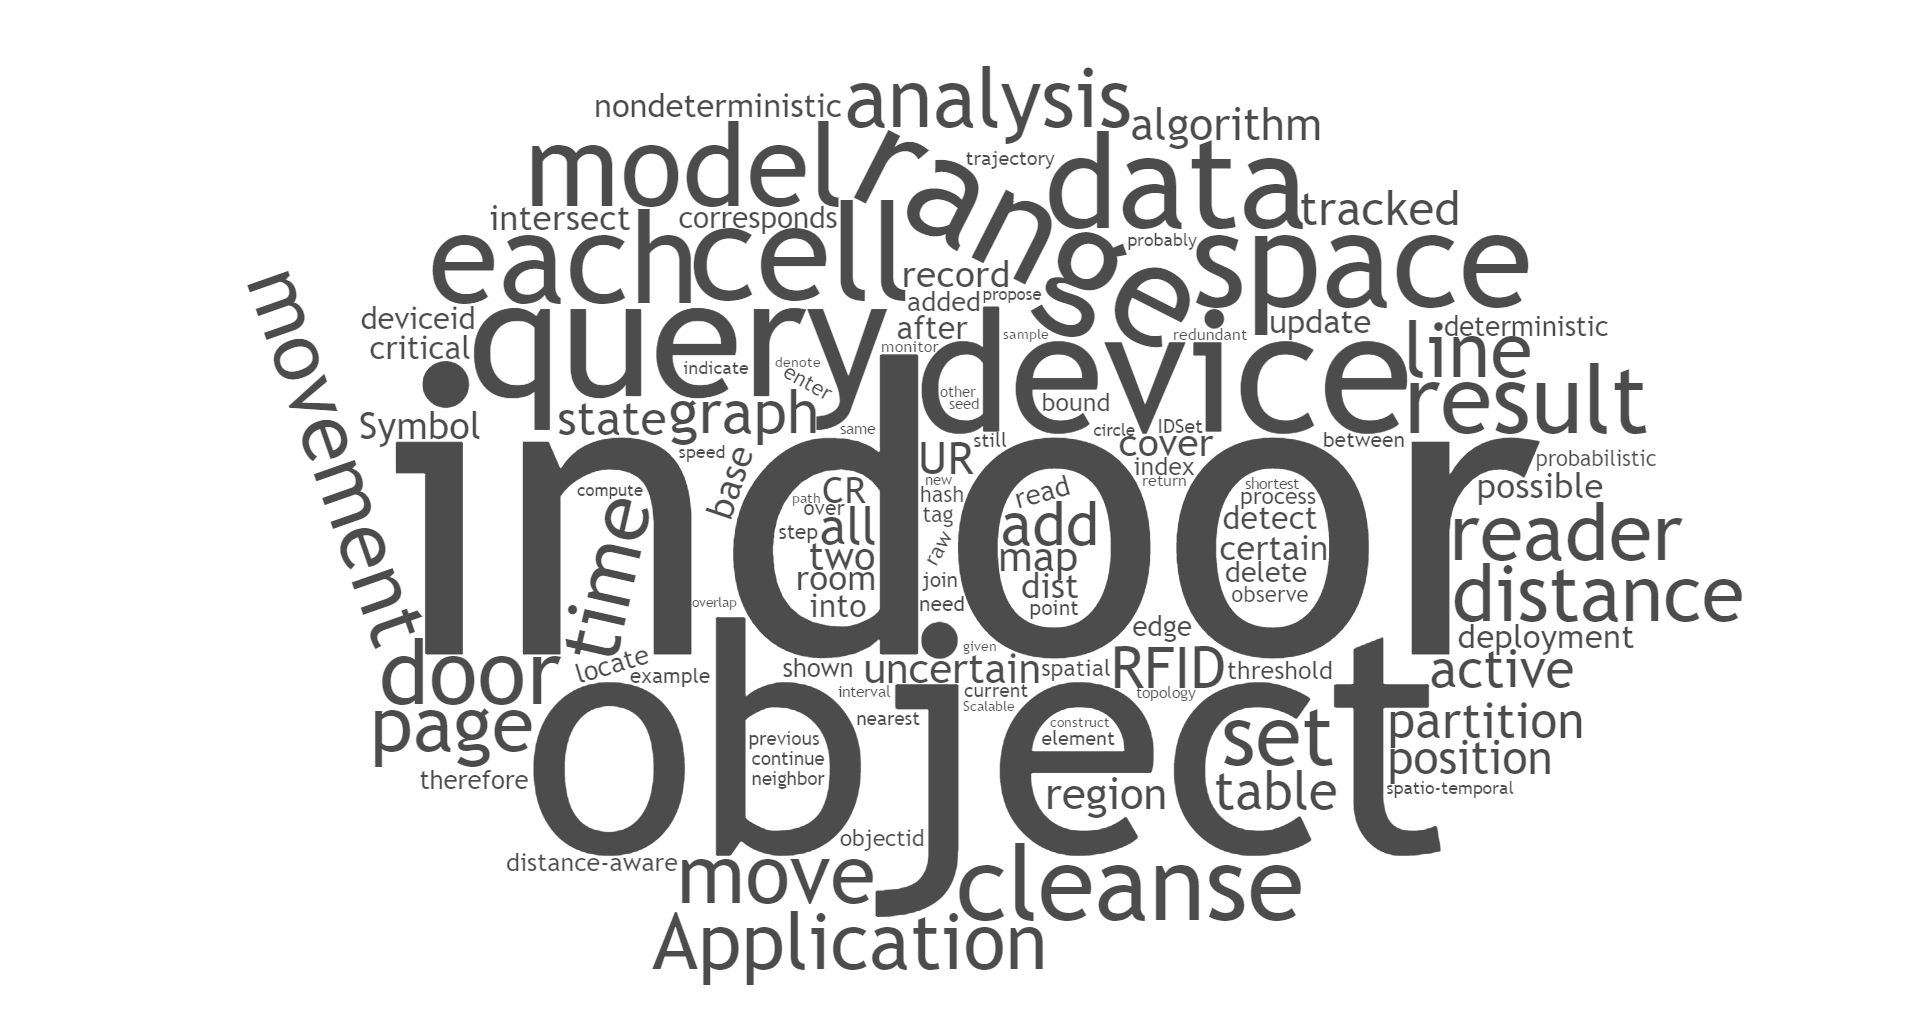 analysis
nondeterministic
algorithm
model
range
trajectory
data
tracked
intersect
corresponds
each
cell
probably
space
movement
record
added
propose
deviceid
query
after
sample
device
redundant
update
line
deterministic
critical
monitor
indicate
denote
enter
other
seed
bound
result
Symbol
state
graph
same
still
circle
IDSet
cover
between
indoor
speed
base
UR
index
return
probabilistic
compute
path
CR
over
new
hash
read
shortest
process
possible
time
step
all
tag
add
detect
reader
two
raw
map
certain
room
join
dist
delete
distance
overlap
into
need
point
observe
edge
deployment
door
locate
example
object
shown
uncertain
given
spatial
RFID
threshold
active
interval
current
topology
page
Scalable
nearest
construct
set
partition
previous
element
continue
position
therefore
neighbor
region
table
spatio-temporal
objectid
distance-aware
move
cleanse
Application